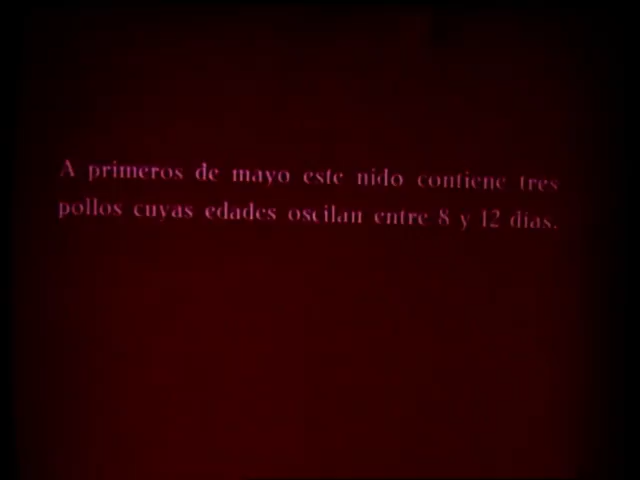 A primeros de mayo este nido contiene tres
pollos cuyas edades oscilan entre 8 y 12 dias.